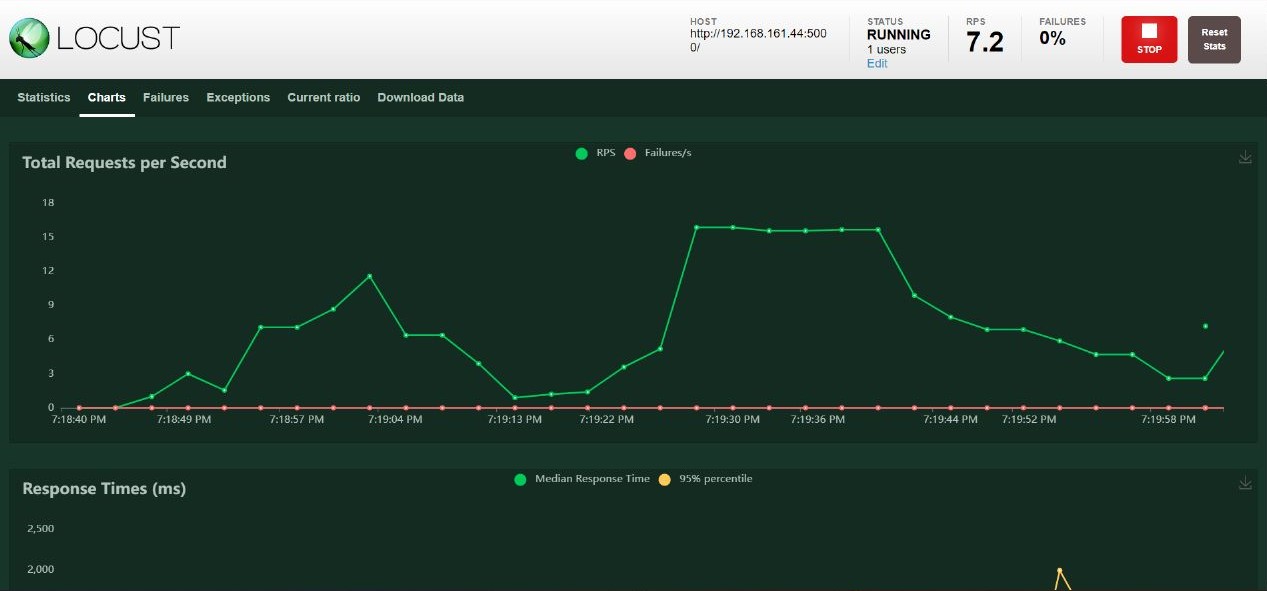 LOCUST
HOST
http://192.168.161.44:500
0/
STATUS
RUNNING
1 users
Edit
RPS
7.2
FAILURES
0%
STOP
Reset
Stats
Statistics Charts Failures Exceptions Current ratio Download Data
Total Requests per Second
RPS Failures/s
18
15
12
9
6
3
0
7:18:40 PM 7:18:49 PM 7:18:57 PM 7:19:04 PM 7:19:13 PM 7:19:22 PM 7:19:30 PM 7:19:36 PM 7:19:44 PM 7:19:52 PM 7:19:58 PM
Response Times (ms)
Median Response Time 95% percentile
2,500
2,000